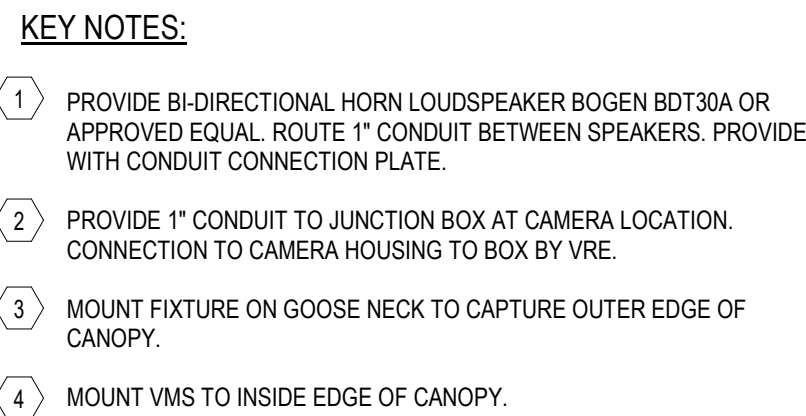 KEY NOTES:
1 PROVIDE BI-DIRECTIONAL HORN LOUDSPEAKER BOGEN BDT30A OR
APPROVED EQUAL. ROUTE 1" CONDUIT BETWEEN SPEAKERS. PROVIDE
WITH CONDUIT CONNECTION PLATE.
2 PROVIDE 1" CONDUIT TO JUNCTION BOX AT CAMERA LOCATION.
CONNECTION TO CAMERA HOUSING TO BOX BY VRE.
3 MOUNT FIXTURE ON GOOSE NECK TO CAPTURE OUTER EDGE OF
CANOPY.
4 MOUNT VMS TO INSIDE EDGE OF CANOPY.